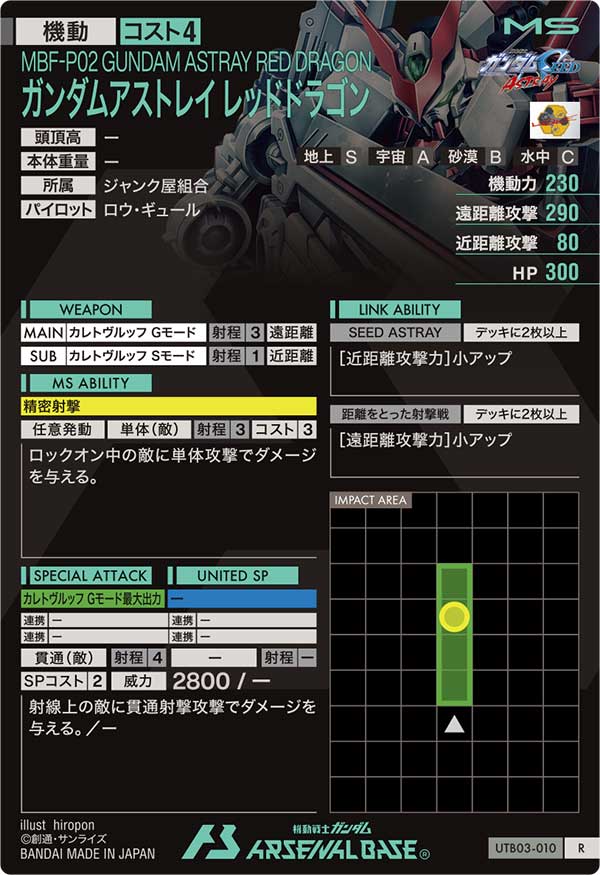 機動 コスト4
MS
MBF-P02 GUNDAM ASTRAY RED DRAGON
ガンダムアストレイ レッドドラゴン
ガンダムSEED
ASTRAY
頭頂高 ー
本体重量 ー
所属 ジャンク屋組合
パイロット ロウ・ギュール
地上 S 宇宙 A 砂漠 B 水中 C
機動力 230
遠距離攻撃 290
近距離攻撃 80
HP 300
WEAPON
MAIN カレトヴルッフ Gモード 射程 3 遠距離
SUB カレトヴルッフ Sモード 射程 1 近距離
MS ABILITY
精密射撃
任意発動 単体(敵) 射程 3 コスト 3
ロックオン中の敵に単体攻撃でダメージ
を与える。
LINK ABILITY
SEED ASTRAY デッキに2枚以上
[近距離攻撃力]小アップ
距離をとった射撃戦 デッキに2枚以上
[遠距離攻撃力]小アップ
IMPACT AREA
SPECIAL ATTACK UNITED SP
カレトヴルッフ Gモード最大出力 ー
連携 ー 連携 ー
連携 ー 連携 ー
貫通(敵) 射程 4 ー 射程 ー
SPコスト 2 威力 2800 / ー
射線上の敵に貫通射撃攻撃でダメージを
与える。/ー
illust hiropon
©創通・サンライズ
BANDAI MADE IN JAPAN
機動戦士ガンダム
AB ARSENAL BASE ®
UTB03-010 R